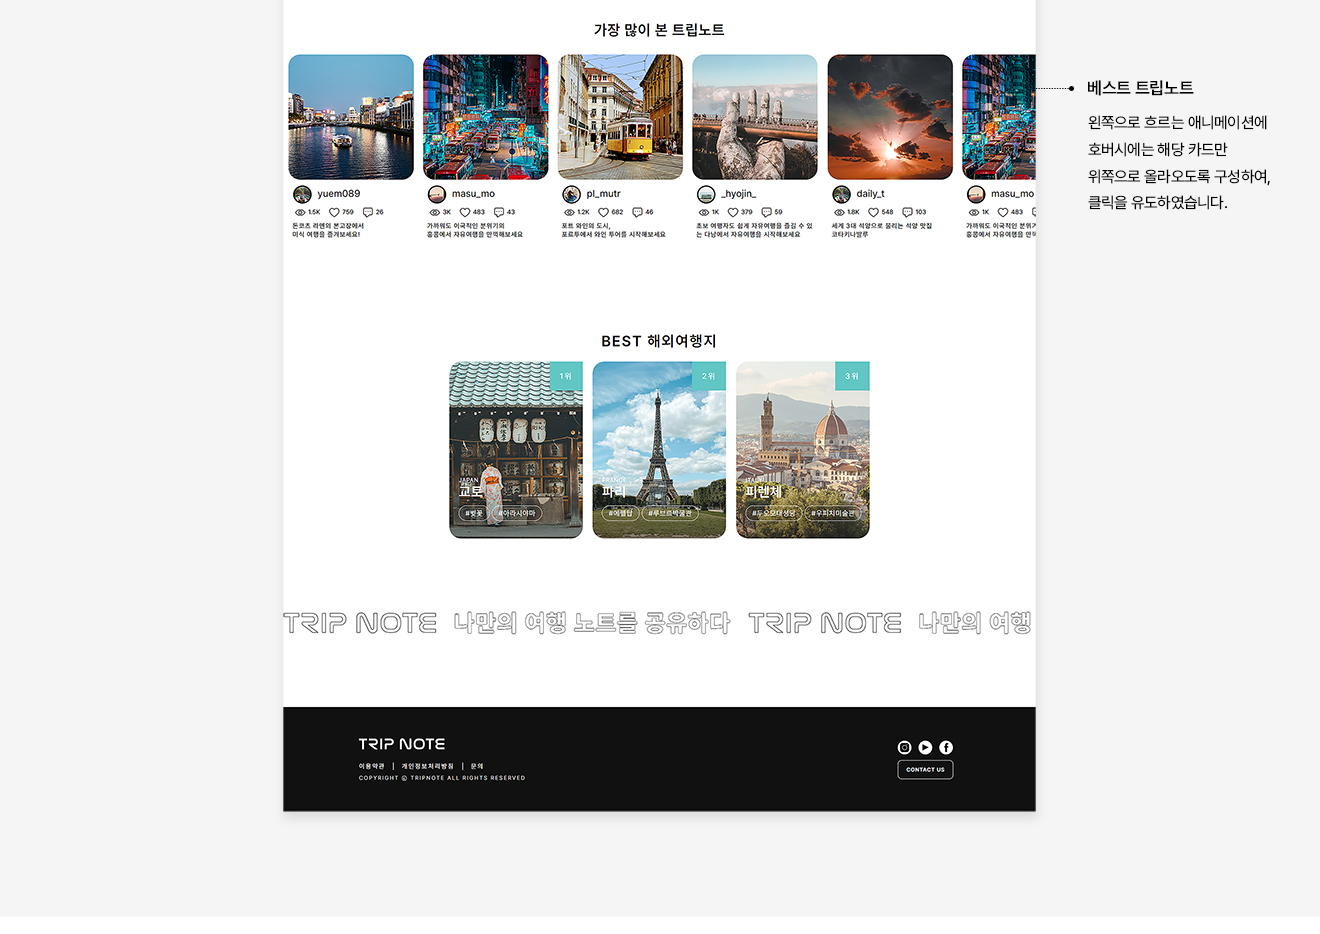 가장 많이 본 트립노트
yuem089
1.5K 759 26
돈코츠 라멘의 본고장에서
미식 여행을 즐겨보세요!
masu_mo
3K 483 43
가까워도 이국적인 분위기의
홍콩에서 자유여행을 만끽해보세요
pl_mutr
1.2K 682 46
포트 와인의 도시,
포르투에서 와인 투어를 시작해보세요
_hyojin_
1K 379 59
초보 여행자도 쉽게 자유여행을 즐길 수 있
는 다낭에서 자유여행을 시작해보세요
daily_t
1.8K 548 103
세계 3대 석양으로 불리는 석양 맛집
코타키나발루
masu_mo
1K 483
가까워도 이국적인 분위기
홍콩에서 자유여행을 만
베스트 트립노트
왼쪽으로 흐르는 애니메이션에
호버시에는 해당 카드만
위쪽으로 올라오도록 구성하여,
클릭을 유도하였습니다.
BEST 해외여행지
1위
JAPAN
교토
#벚꽃 #아라시야마
2위
FRANCE
파리
#에펠탑 #루브르박물관
3위
ITALY
피렌체
#두오모대성당 #우피치미술관
TRIP NOTE 나만의 여행 노트를 공유하다 TRIP NOTE 나만의 여행
TRIP NOTE
이용약관 | 개인정보처리방침 | 문의
COPYRIGHT ⓒ TRIPNOTE ALL RIGHTS RESERVED
CONTACT US